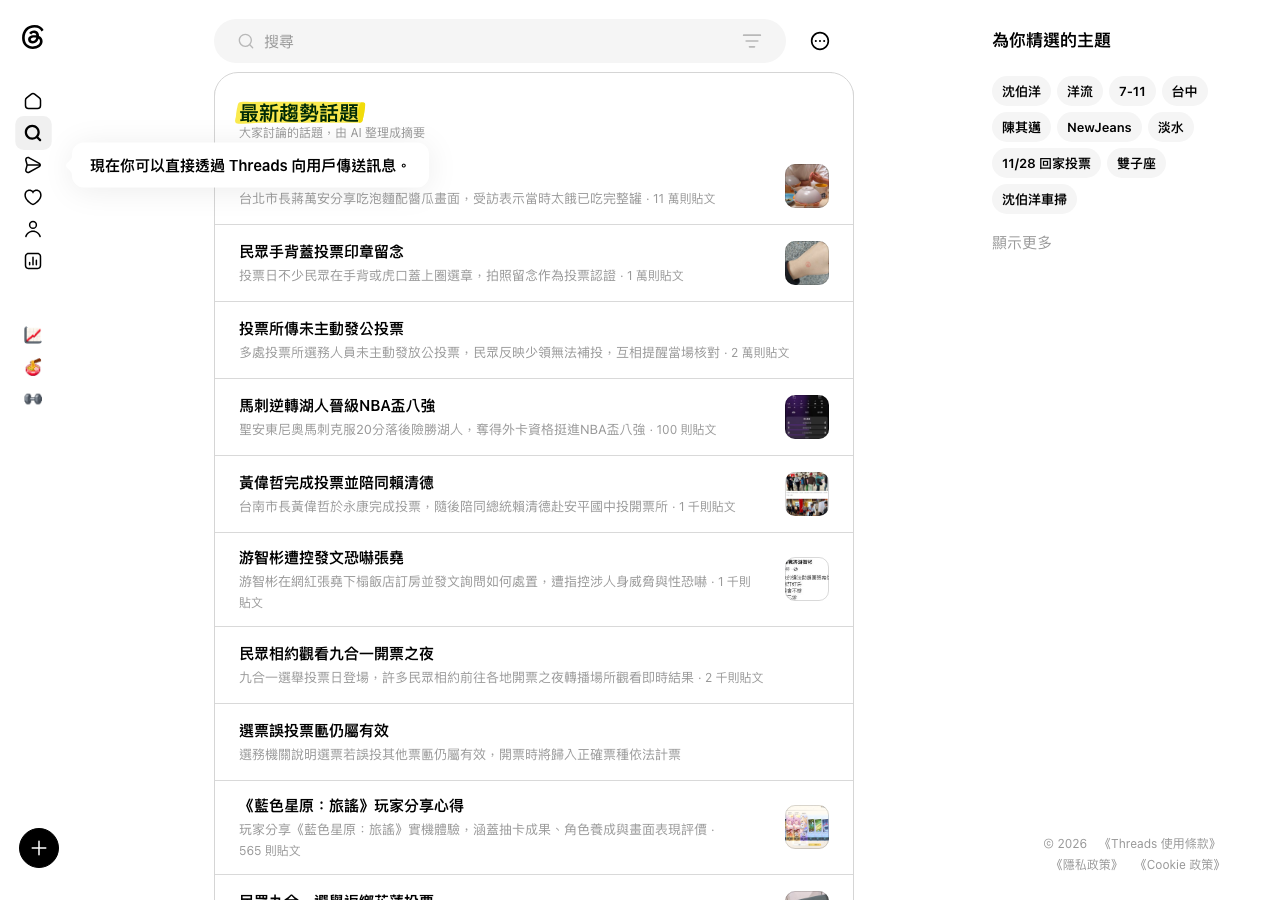 搜尋
最新趨勢話題
大家討論的話題，由 AI 整理成摘要
現在你可以直接透過 Threads 向用戶傳送訊息。
台北市長蔣萬安分享吃泡麵配醬瓜畫面，受訪表示當時太餓已吃完整罐 · 11 萬則貼文
民眾手背蓋投票印章留念
投票日不少民眾在手背或虎口蓋上圈選章，拍照留念作為投票認證 · 1 萬則貼文
投票所傳未主動發公投票
多處投票所選務人員未主動發放公投票，民眾反映少領無法補投，互相提醒當場核對 · 2 萬則貼文
馬刺逆轉湖人晉級NBA盃八強
聖安東尼奧馬刺克服20分落後險勝湖人，奪得外卡資格挺進NBA盃八強 · 100 則貼文
黃偉哲完成投票並陪同賴清德
台南市長黃偉哲於永康完成投票，隨後陪同總統賴清德赴安平國中投開票所 · 1 千則貼文
游智彬遭控發文恐嚇張堯
游智彬在網紅張堯下榻飯店訂房並發文詢問如何處置，遭指控涉人身威脅與性恐嚇 · 1 千則
貼文
民眾相約觀看九合一開票之夜
九合一選舉投票日登場，許多民眾相約前往各地開票之夜轉播場所觀看即時結果 · 2 千則貼文
選票誤投票匭仍屬有效
選務機關說明選票若誤投其他票匭仍屬有效，開票時將歸入正確票種依法計票
《藍色星原：旅謠》玩家分享心得
玩家分享《藍色星原：旅謠》實機體驗，涵蓋抽卡成果、角色養成與畫面表現評價 ·
565 則貼文
為你精選的主題
沈伯洋
洋流
7-11
台中
陳其邁
NewJeans
淡水
11/28 回家投票
雙子座
沈伯洋車掃
顯示更多
© 2026 《Threads 使用條款》
《隱私政策》 《Cookie 政策》